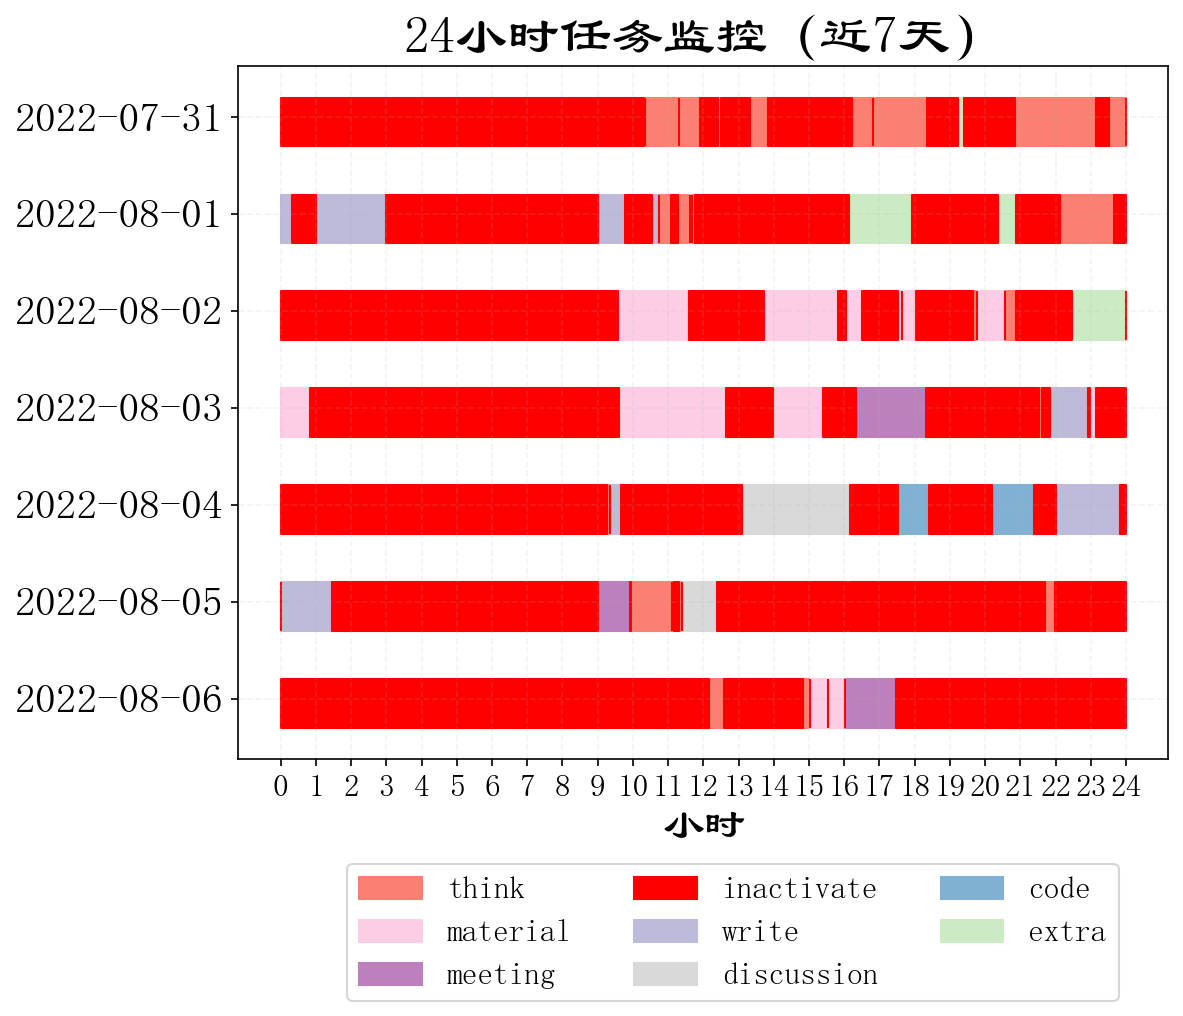 24小时任务监控 (近7天)
2022-07-31
2022-08-01
2022-08-02
2022-08-03
2022-08-04
2022-08-05
2022-08-06
0 1 2 3 4 5 6 7 8 9 10 11 12 13 14 15 16 17 18 19 20 21 22 23 24
小时
think inactivate code
material write extra
meeting discussion